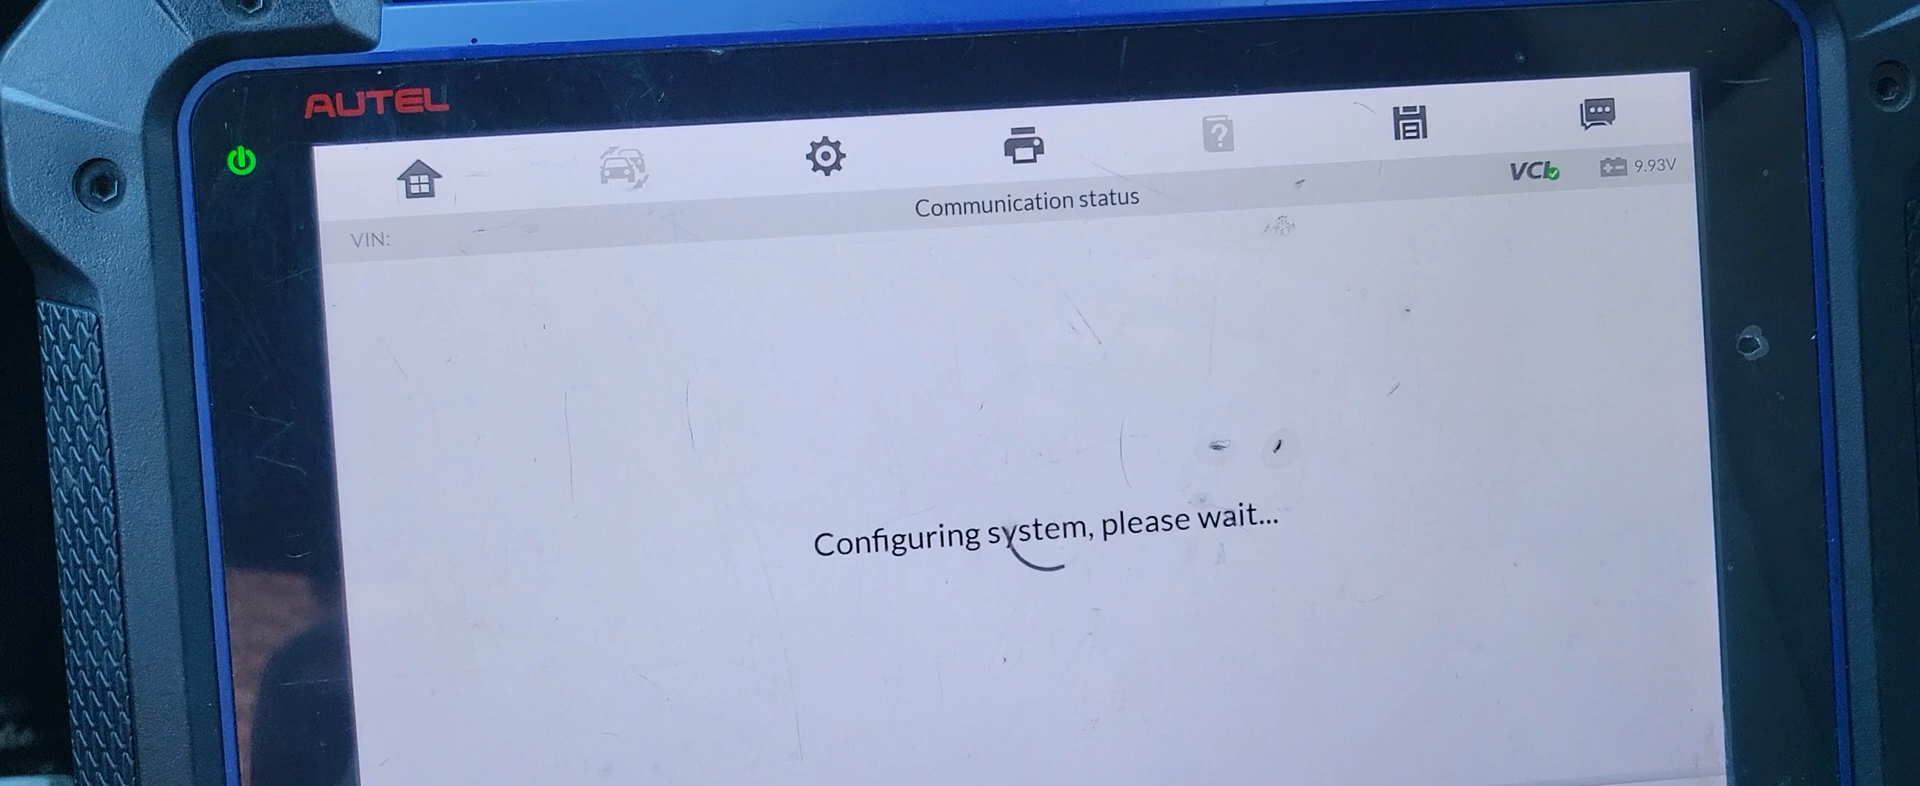 AUTEL
VCI 9.93V
Communication status
VIN:
Configuring system, please wait...